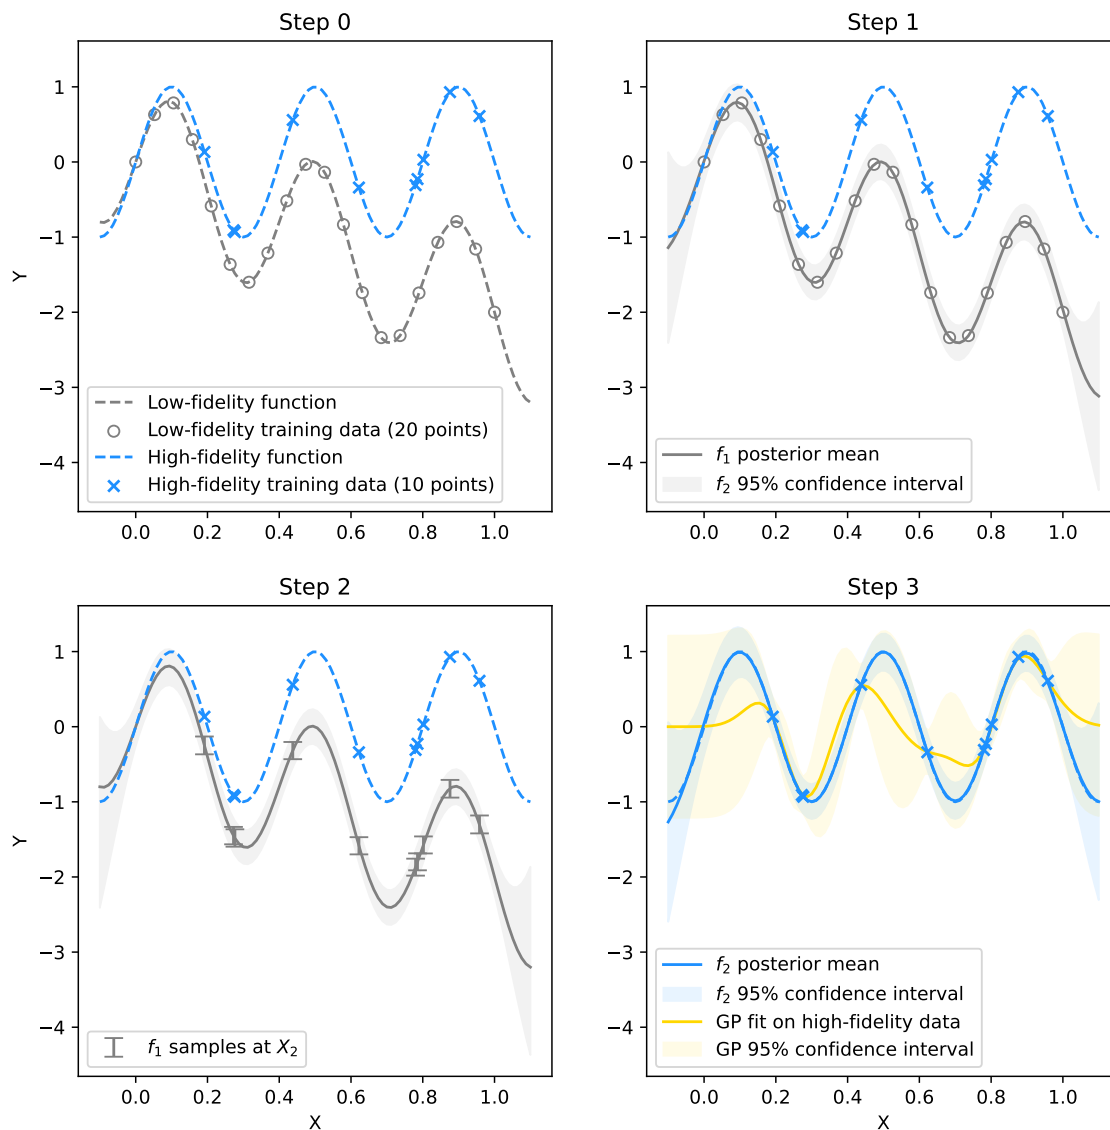 Step 0
1
0
−1
−2
−3
−4
Y
Low-fidelity function
Low-fidelity training data (20 points)
High-fidelity function
High-fidelity training data (10 points)
0.0 0.2 0.4 0.6 0.8 1.0
Step 1
1
0
−1
−2
−3
−4
f₁ posterior mean
f₂ 95% confidence interval
0.0 0.2 0.4 0.6 0.8 1.0
Step 2
1
0
−1
−2
−3
−4
Y
f₁ samples at X₂
0.0 0.2 0.4 0.6 0.8 1.0
X
Step 3
1
0
−1
−2
−3
−4
f₂ posterior mean
f₂ 95% confidence interval
GP fit on high-fidelity data
GP 95% confidence interval
0.0 0.2 0.4 0.6 0.8 1.0
X